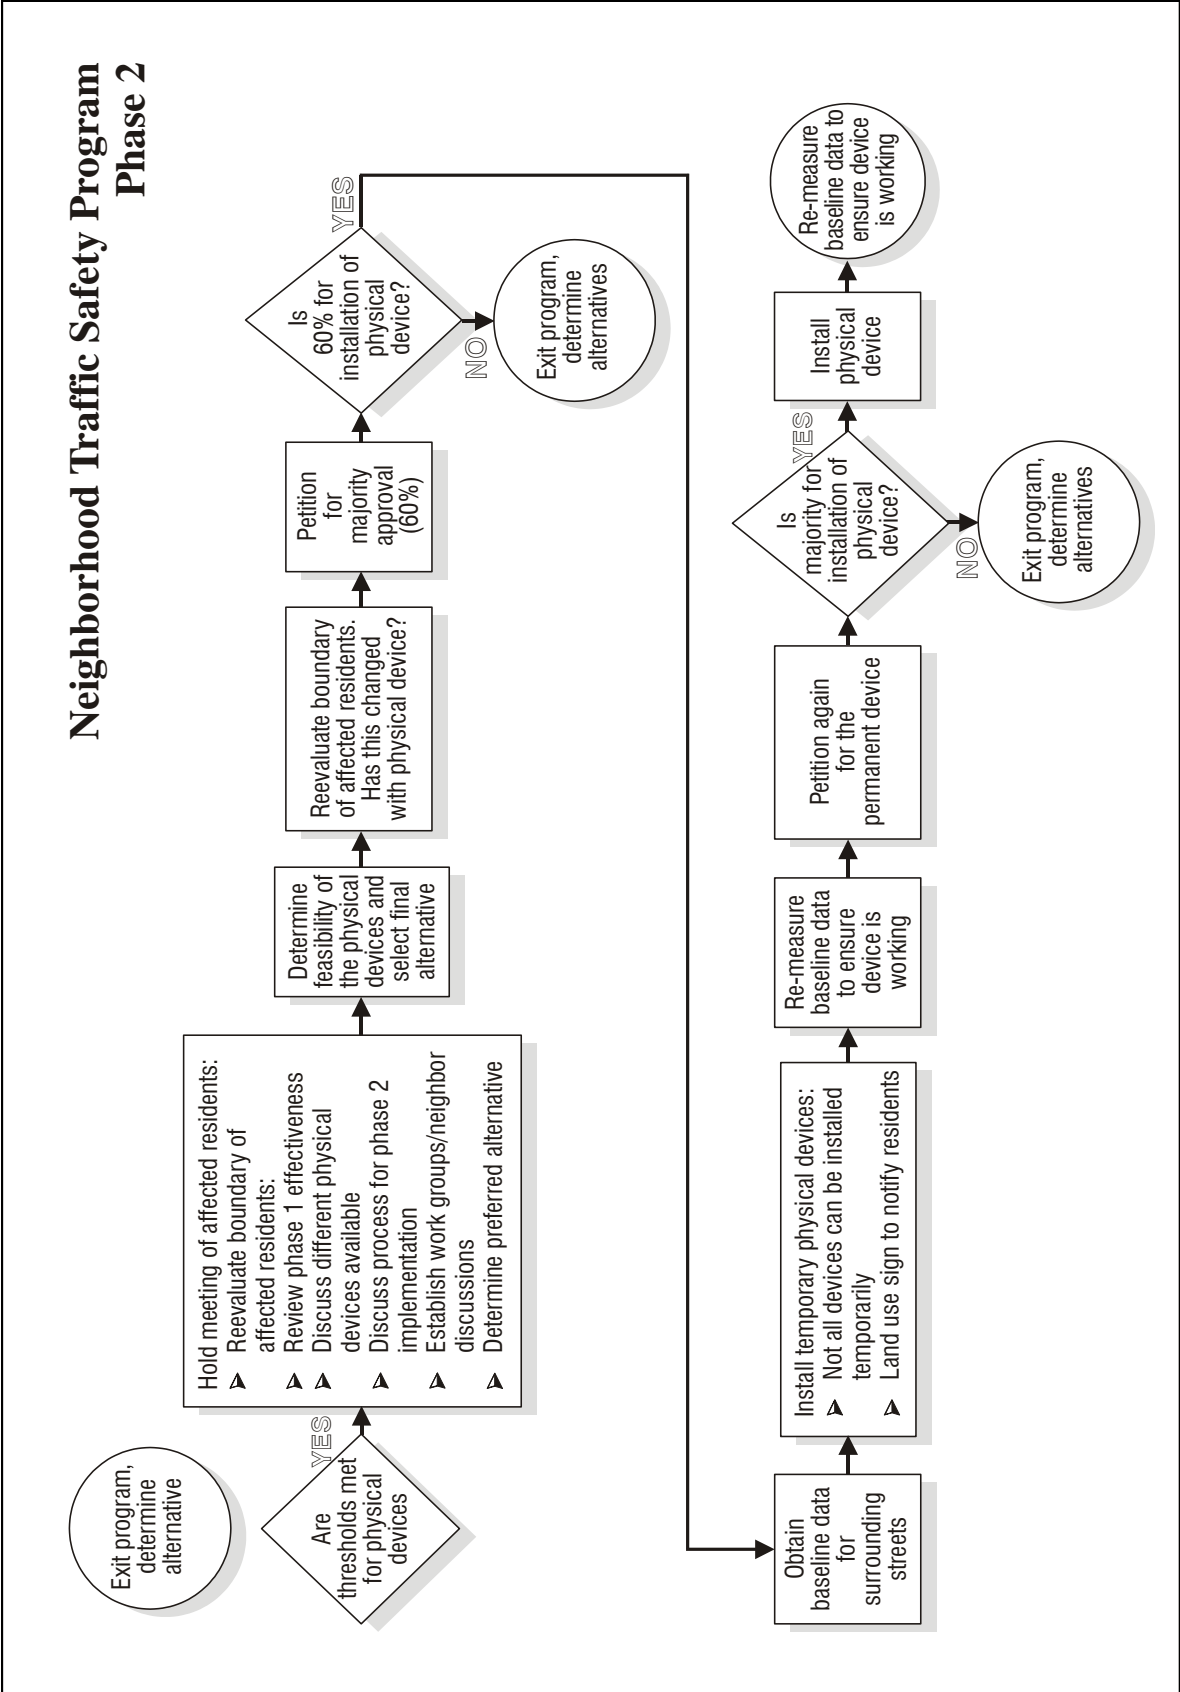 Neighborhood Traffic Safety Program
Phase 2
Exit program,
determine
alternative
Are
thresholds met
for physical
devices
YES
Hold meeting of affected residents:
Reevaluate boundary of
affected residents:
Review phase 1 effectiveness
Discuss different physical
devices available
Discuss process for phase 2
implementation
Establish work groups/neighbor
discussions
Determine preferred alternative
Determine
feasibility of
the physical
devices and
select final
alternative
Reevaluate boundary
of affected residents.
Has this changed
with physical device?
Petition
for
majority
approval
(60%)
Is
60% for
installation of
physical
device?
YES
NO
Exit program,
determine
alternatives
Obtain
baseline data
for
surrounding
streets
Install temporary physical devices:
Not all devices can be installed
temporarily
Land use sign to notify residents
Re-measure
baseline data
to ensure
device is
working
Petition again
for the
permanent device
Is
majority for
installation of
physical
device?
YES
NO
Exit program,
determine
alternatives
Install
physical
device
Re-measure
baseline data to
ensure device
is working